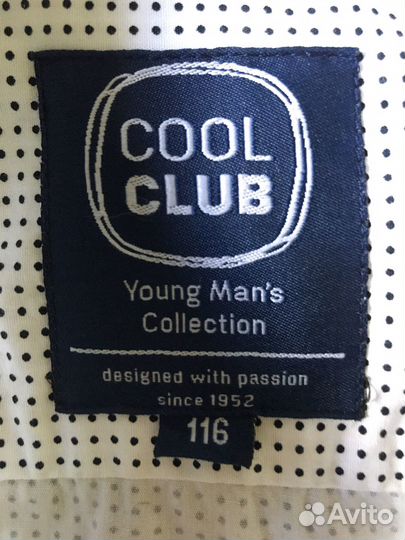 COOL
CLUB
Young Man's
Collection
designed with passion
since 1952
116
Avito